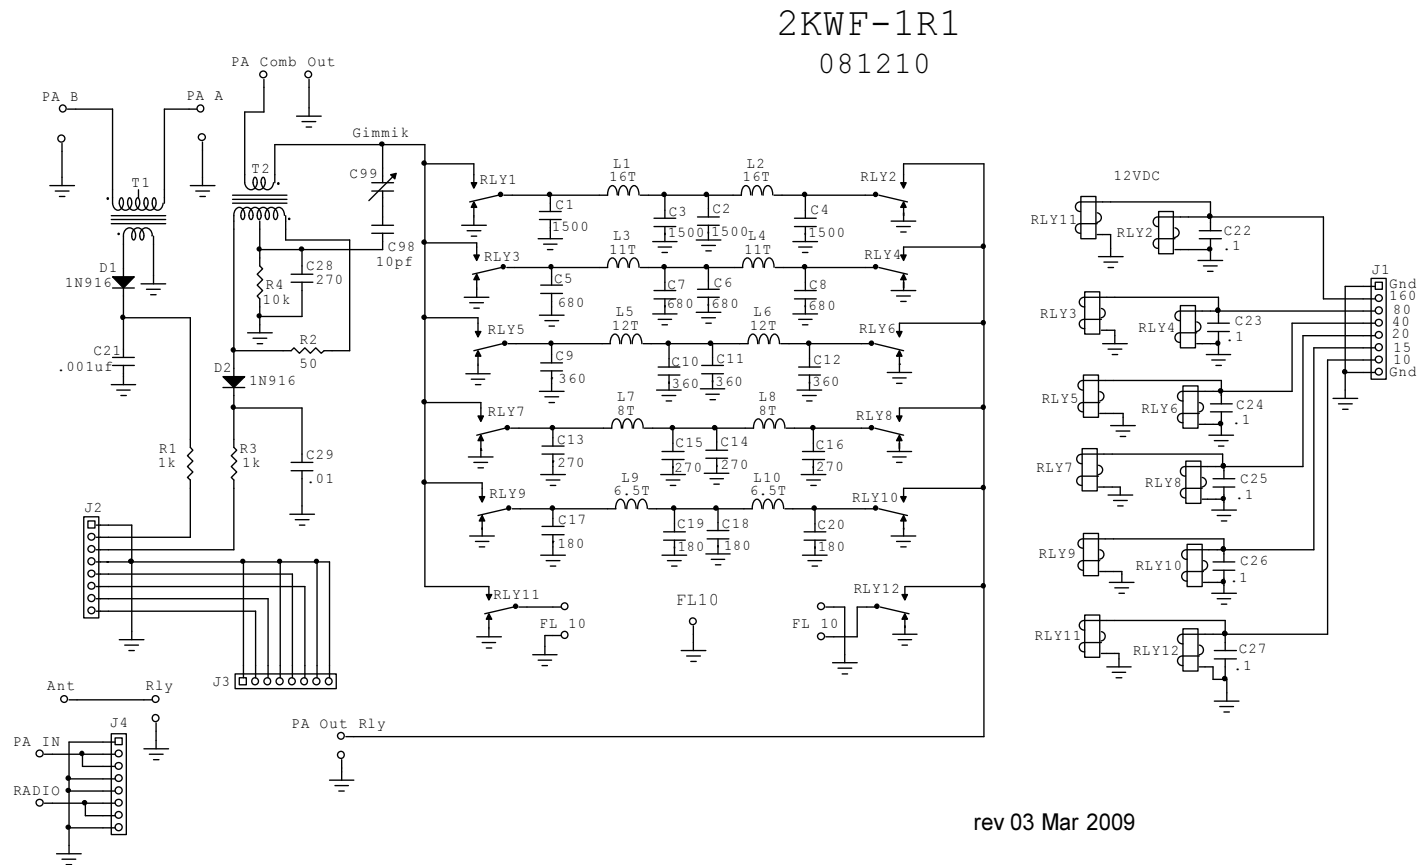 2KWF-1R1
081210
PA Comb Out
PA B
PA A
Gimmik
T1
T2
C99
C98
10pf
D1
1N916
R4
10k
C28
270
C21
.001uf
R2
50
D2
1N916
R1
1k
R3
1k
C29
.01
J2
J3
Ant
Rly
J4
PA IN
RADIO
PA Out Rly
RLY1
L1
16T
L2
16T
RLY2
C1
1500
C3
1500
C2
1500
C4
1500
RLY3
L3
11T
L4
11T
RLY4
C5
680
C7
680
C6
680
C8
680
RLY5
L5
12T
L6
12T
RLY6
C9
360
C10
360
C11
360
C12
360
RLY7
L7
8T
L8
8T
RLY8
C13
270
C15
270
C14
270
C16
270
RLY9
L9
6.5T
L10
6.5T
RLY10
C17
180
C19
180
C18
180
C20
180
RLY11
FL 10
FL10
FL 10
RLY12
12VDC
RLY11
RLY2
C22
.1
RLY3
RLY4
C23
.1
RLY5
RLY6
C24
.1
RLY7
RLY8
C25
.1
RLY9
RLY10
C26
.1
RLY11
RLY12
C27
.1
J1
Gnd
160
80
40
20
15
10
Gnd
rev 03 Mar 2009